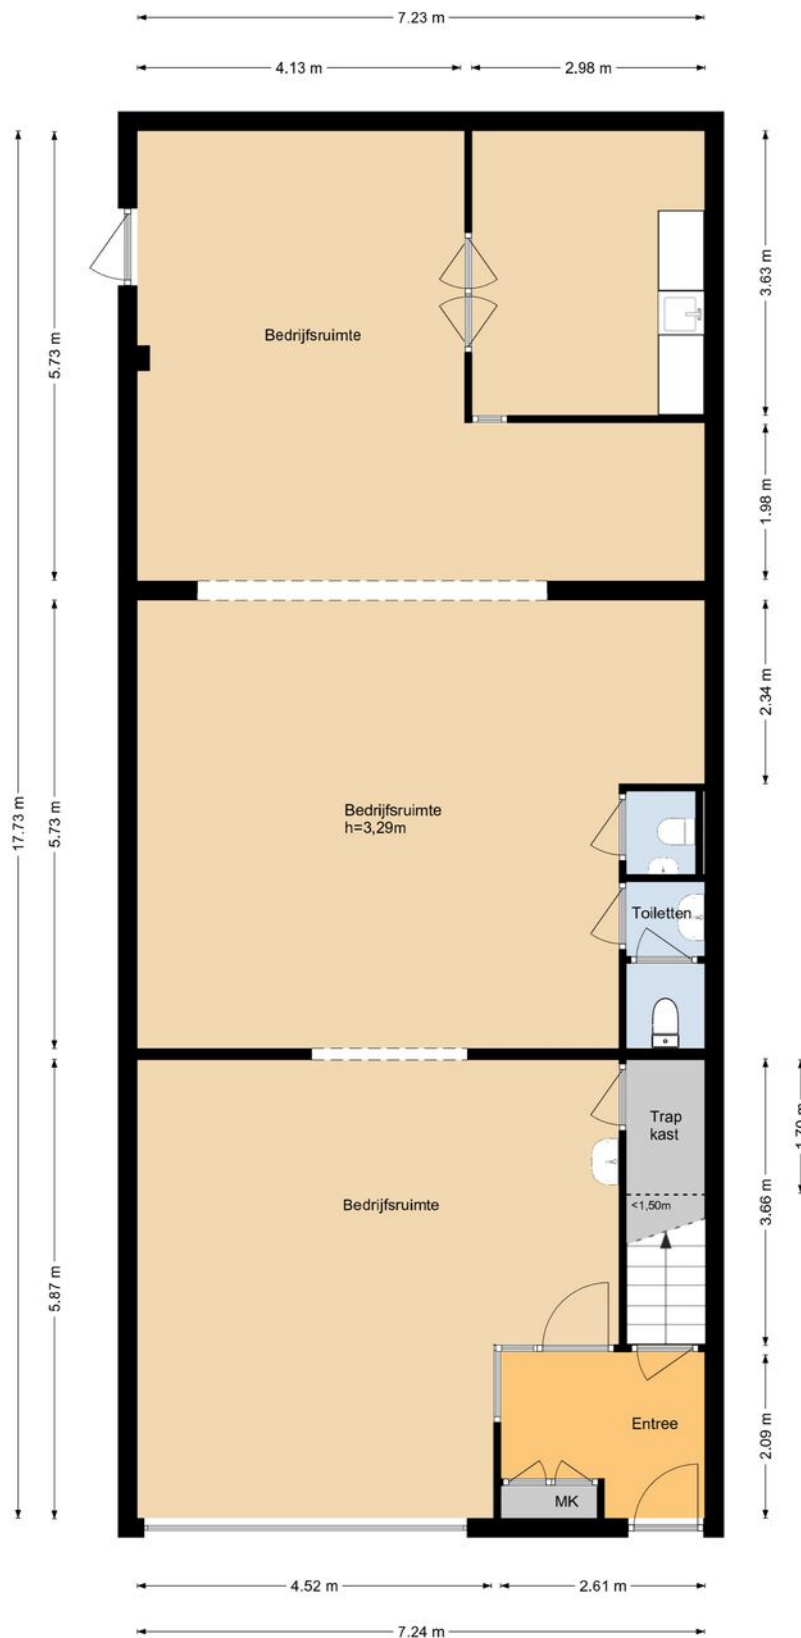 7.23 m
4.13 m
2.98 m
3.63 m
5.73 m
Bedrijfsruimte
1.98 m
2.34 m
17.73 m
5.73 m
Bedrijfsruimte
h=3,29m
Toiletten
Trap
kast
1.70 m
<1,50m
3.66 m
Bedrijfsruimte
5.87 m
Entree
2.09 m
MK
4.52 m
2.61 m
7.24 m